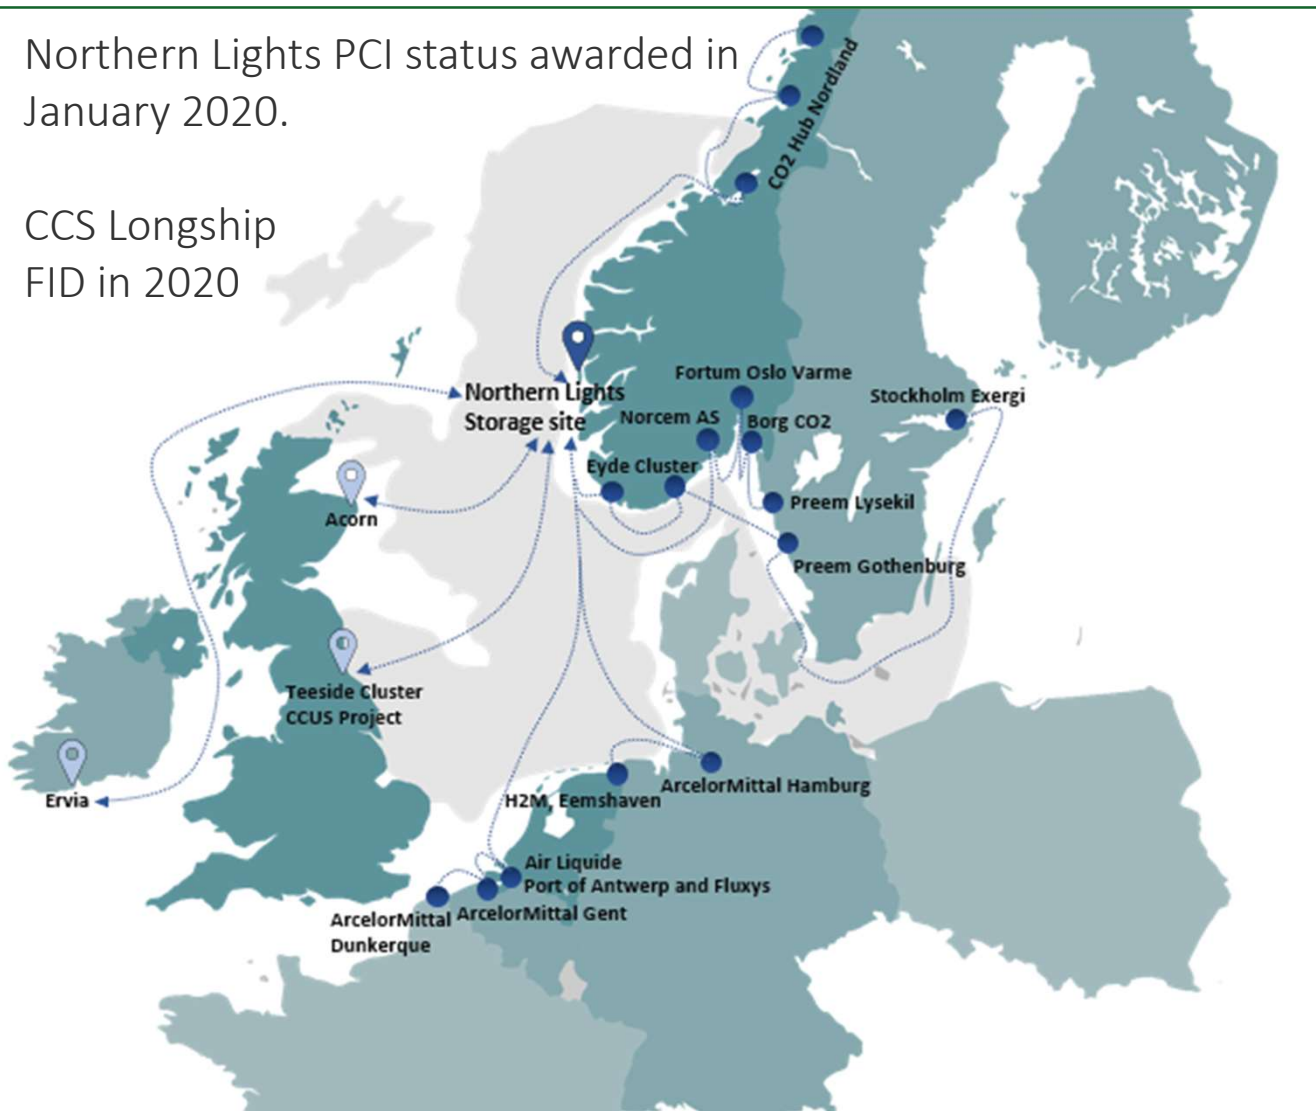 Northern Lights PCI status awarded in
January 2020.
CCS Longship
FID in 2020
CO2 Hub Nordland
Northern Lights
Storage site
Fortum Oslo Varme
Stockholm Exergi
Norcem AS
Borg CO2
Eyde Cluster
Preem Lysekil
Acorn
Preem Gothenburg
Teeside Cluster
CCUS Project
Ervia
ArcelorMittal Hamburg
H2M, Eemshaven
Air Liquide
Port of Antwerp and Fluxys
ArcelorMittal Gent
ArcelorMittal
Dunkerque